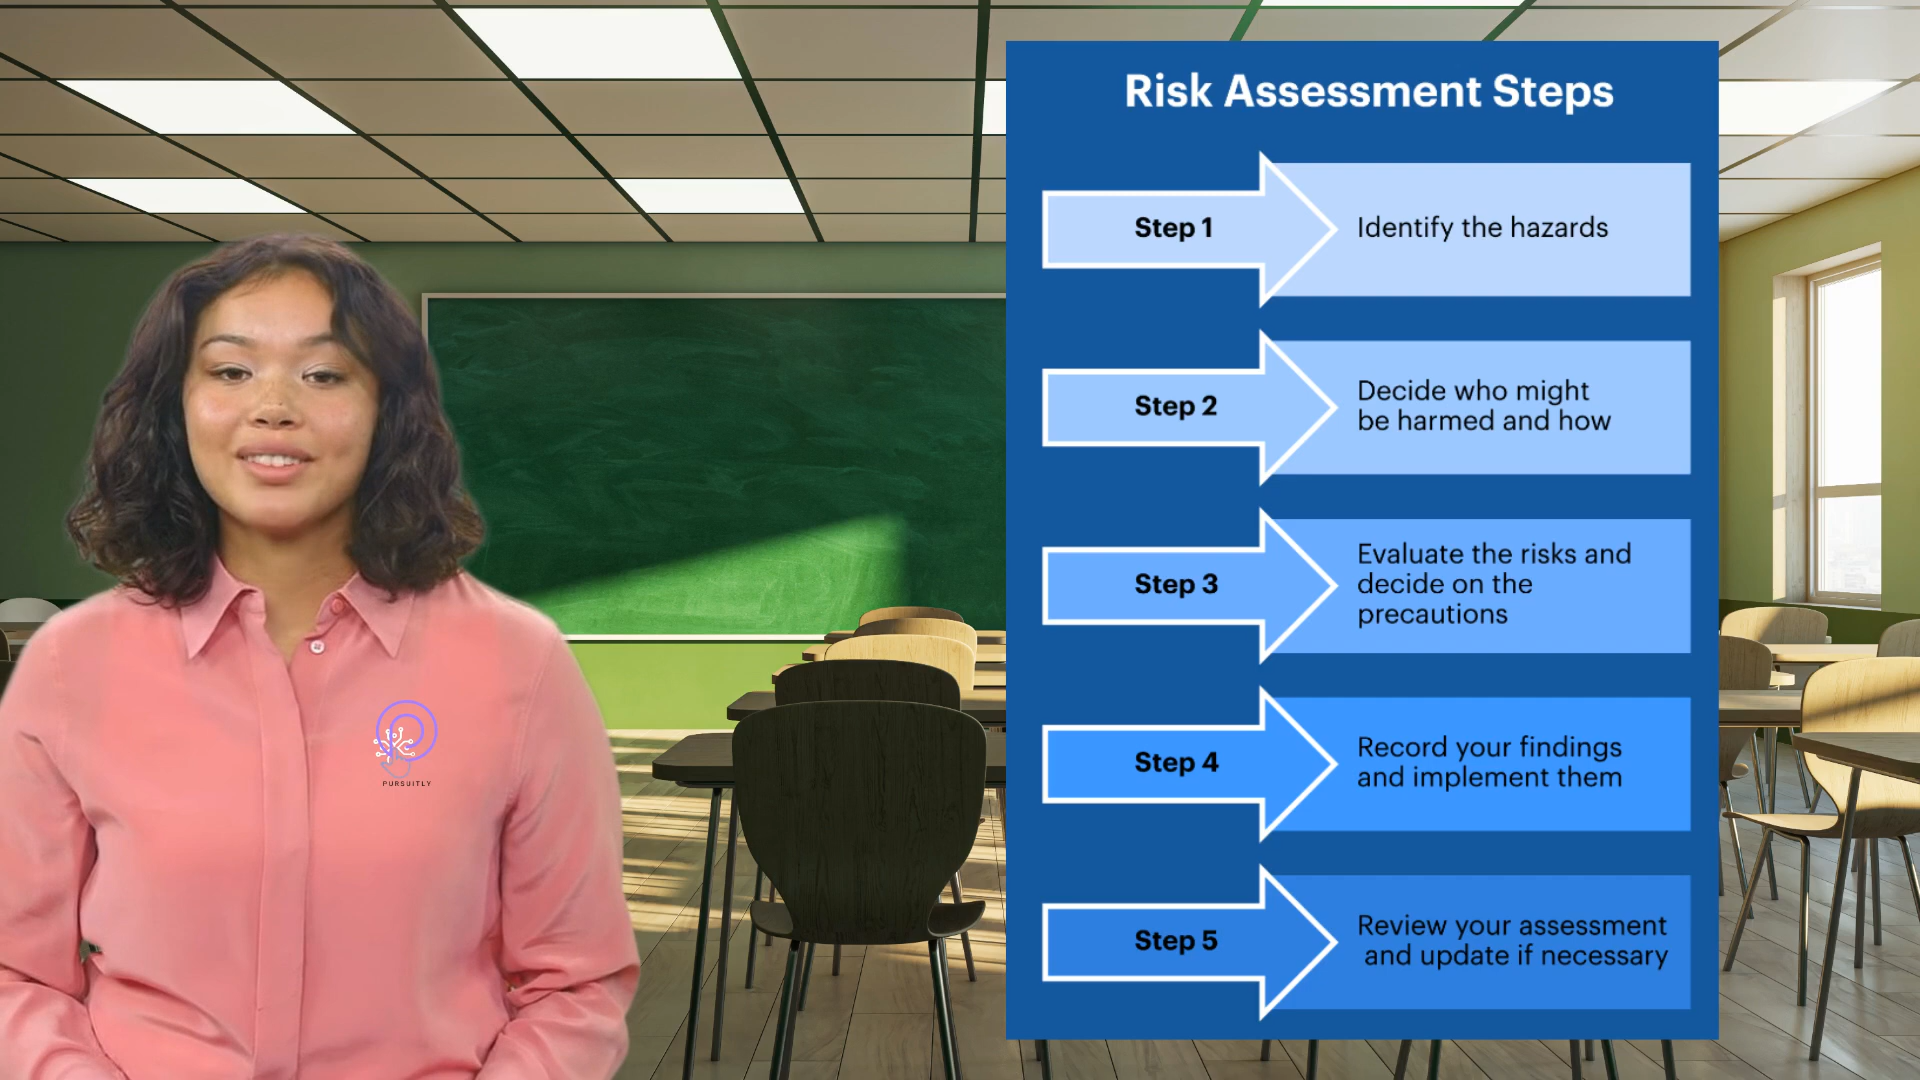 Risk Assessment Steps
Step 1
Identify the hazards
Step 2
Decide who might
be harmed and how
Step 3
Evaluate the risks and
decide on the
precautions
Step 4
Record your findings
and implement them
Step 5
Review your assessment
and update if necessary
PURSUITLY